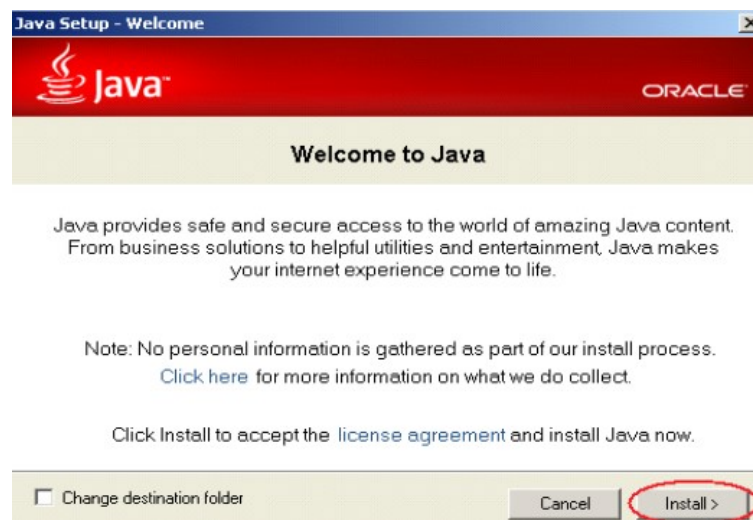 Java Setup - Welcome
Java™
ORACLE
Welcome to Java
Java provides safe and secure access to the world of amazing Java content.
From business solutions to helpful utilities and entertainment, Java makes
your internet experience come to life.
Note: No personal information is gathered as part of our install process.
Click here for more information on what we do collect.
Click Install to accept the license agreement and install Java now.
Change destination folder
Cancel
Install >